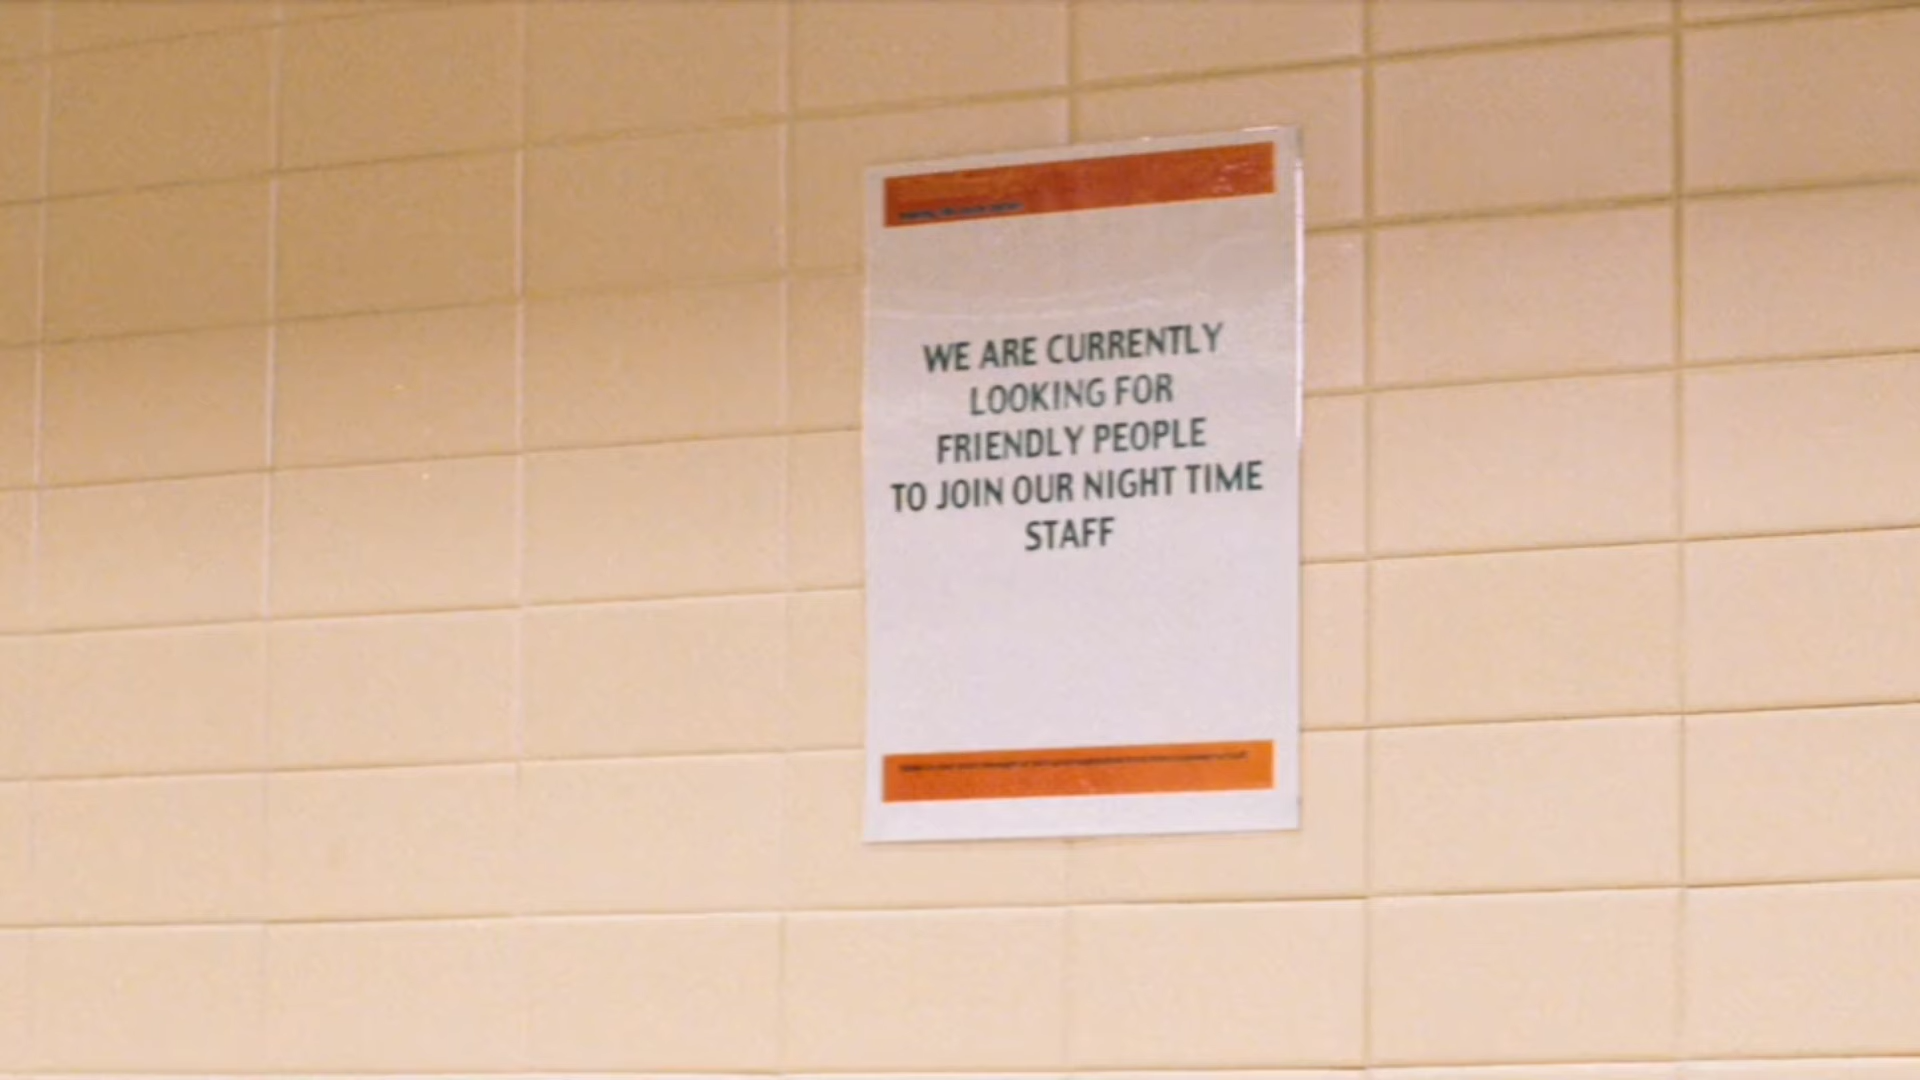 WE ARE CURRENTLY
LOOKING FOR
FRIENDLY PEOPLE
TO JOIN OUR NIGHT TIME
STAFF